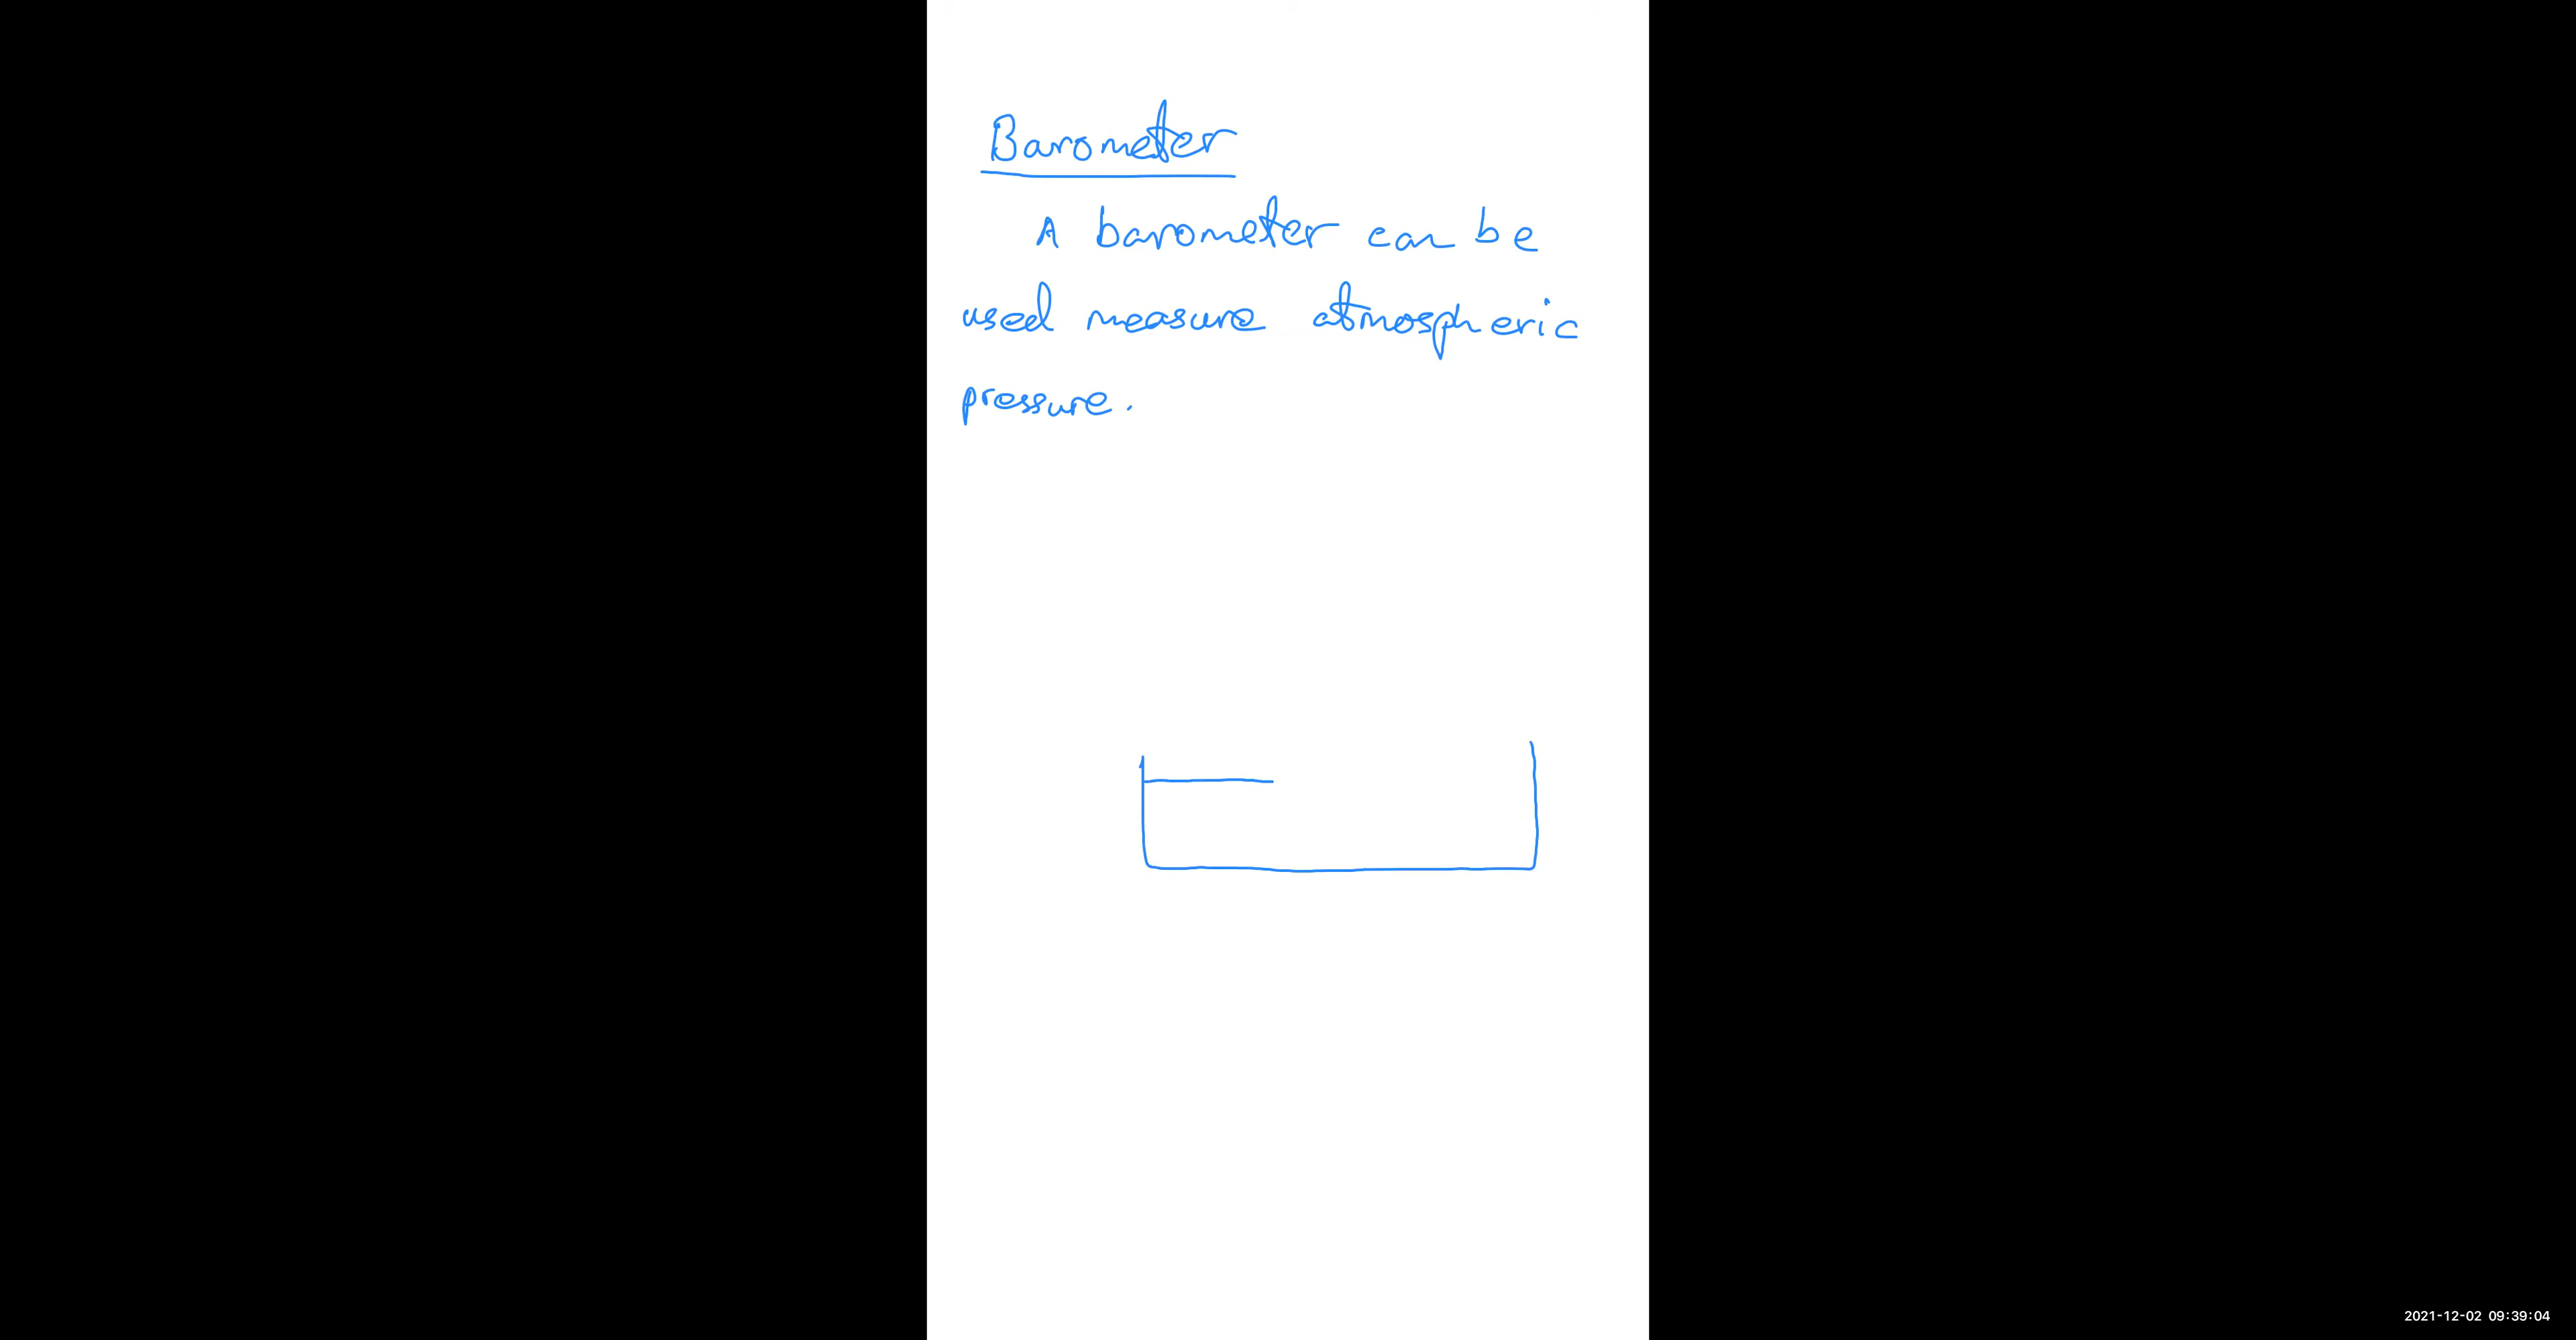 Barometer
A barometer can be
used measure atmospheric
pressure.
2021-12-02 09:39:04